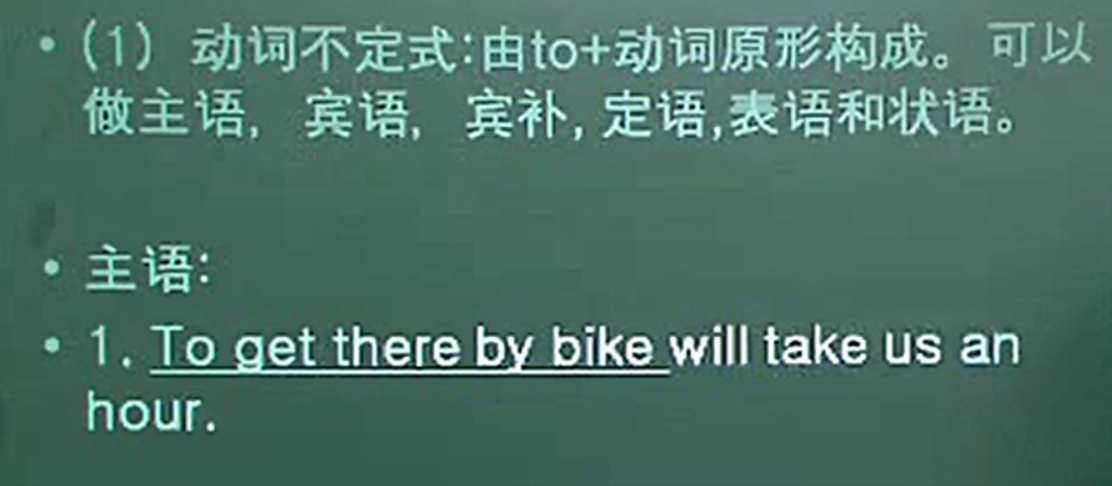 • (1) 动词不定式:由to+动词原形构成。可以
做主语, 宾语, 宾补, 定语,表语和状语。
• 主语:
• 1. To get there by bike will take us an
hour.